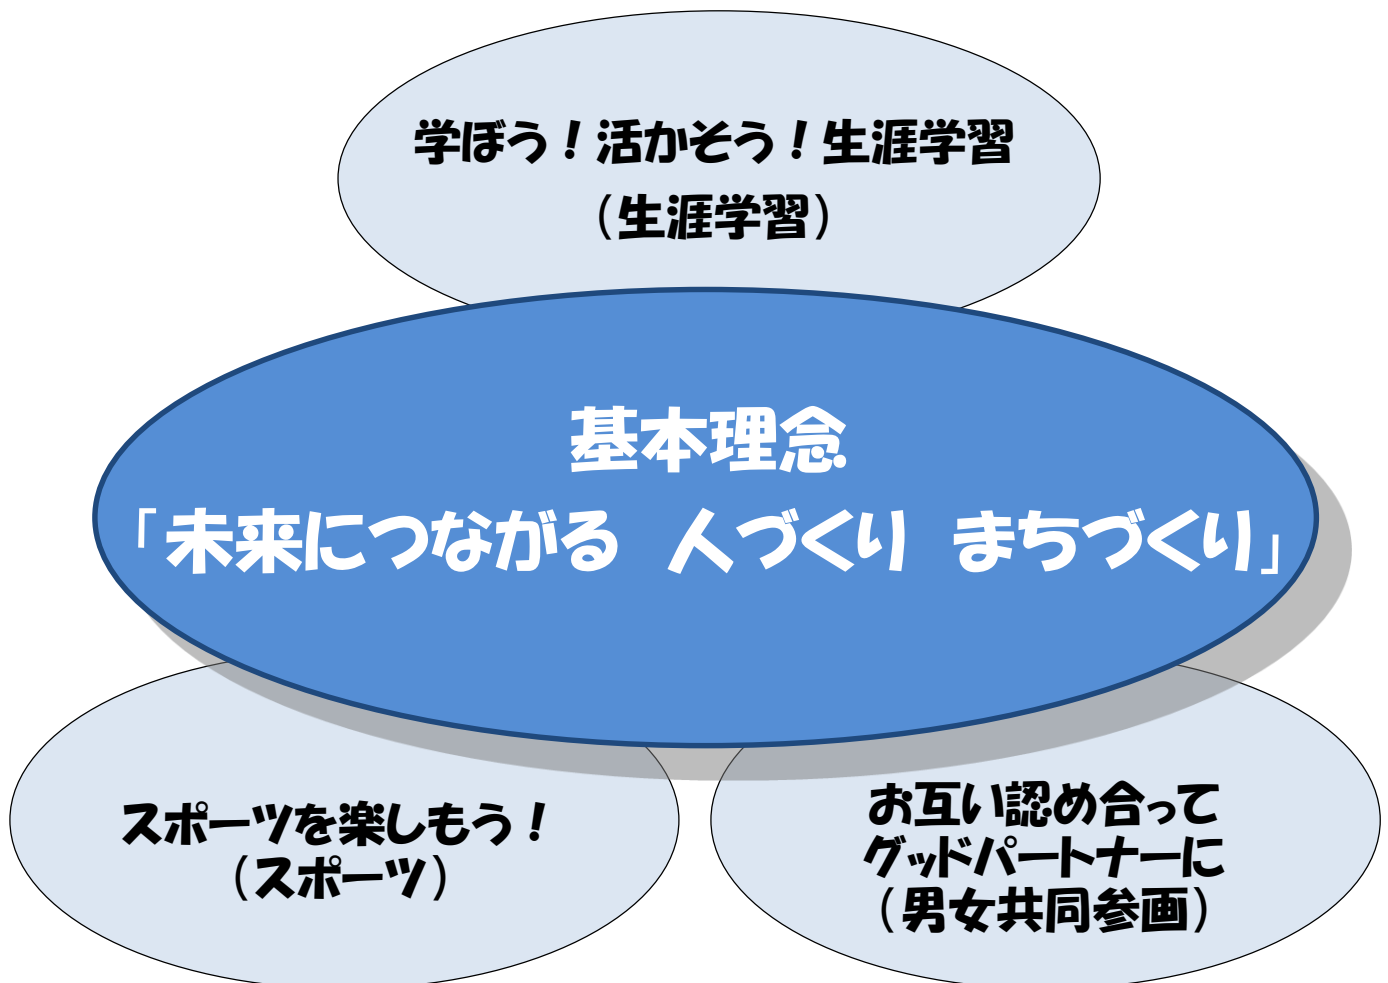 学ぼう！活かそう！生涯学習
（生涯学習）
基本理念
「未来につながる　人づくり　まちづくり」
スポーツを楽しもう！
（スポーツ）
お互い認め合って
グッドパートナーに
（男女共同参画）